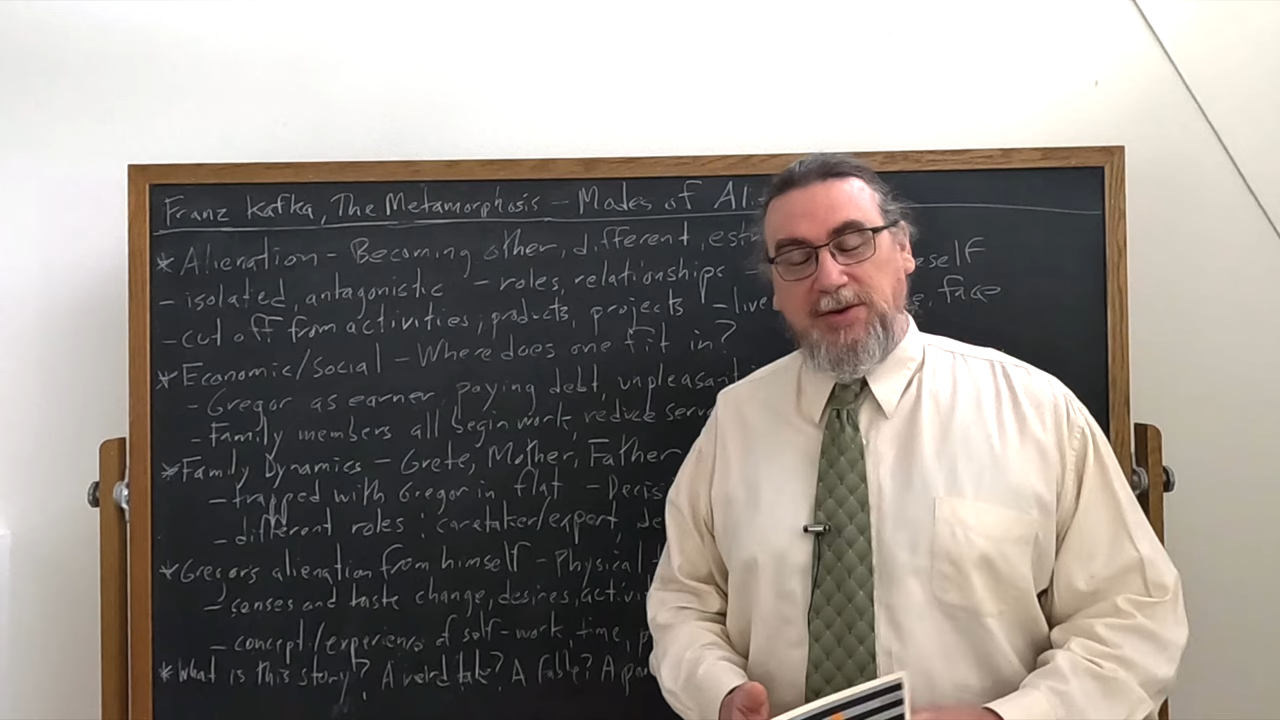 Franz Kafka, The Metamorphosis - Modes of Al
* Alienation - Becoming other, different, est
- isolated, antagonistic - roles, relationships - eself
- cut off from activities, products, projects - live e, face
* Economic/Social - Where does one fit in?
- Gregor as earner, paying debt, unpleasant
- Family members all begin work, reduce serv
* Family Dynamics - Grete, Mother, Father
- trapped with Gregor in flat - Decis
- different roles: caretaker/expert, de
* Gregor's alienation from himself - Physical
- senses and taste change, desires, activi
- concept/experience of self-work, time, p
* What is this story? A weird tale? A fable? A pa